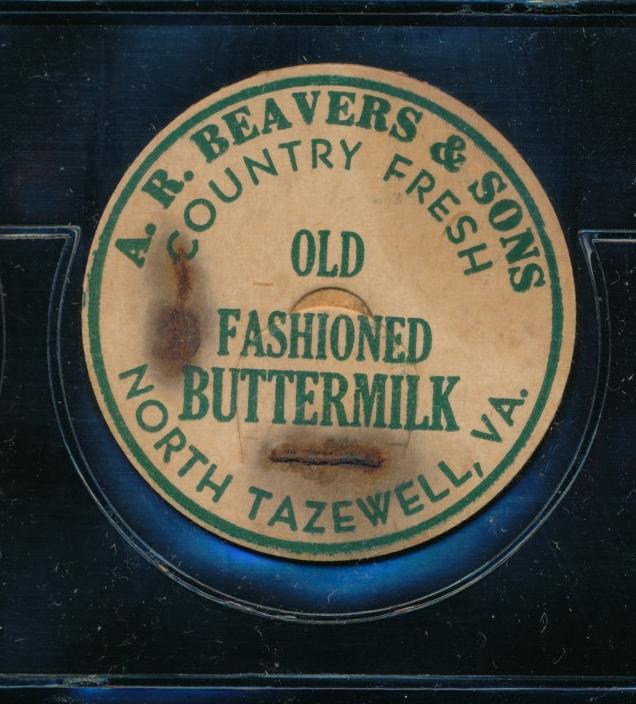 A. R. BEAVERS & SONS
COUNTRY FRESH
OLD
FASHIONED
BUTTERMILK
NORTH TAZEWELL, VA.